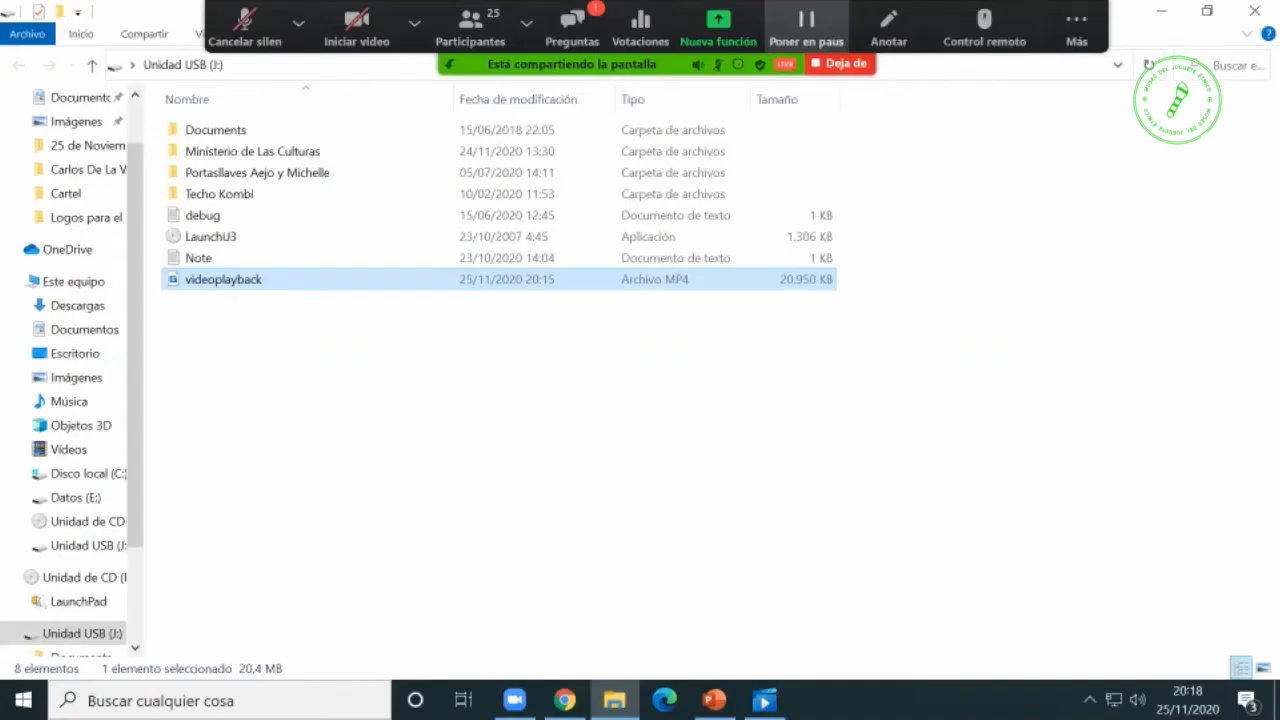 25
Cancelar silen
Iniciar video
Participantes
Preguntas
Votaciones
Nueva función
Poner en paus
Anotar
Control remoto
Más
Archivo
Inicio
Compartir
Está compartiendo la pantalla
LIVE
Deja de
Unidad USB (J:)
Buscar e...
MUSEO DEL JUGUETE ÉTNICO
Nombre
Fecha de modificación
Tipo
Tamaño
Documents 15/06/2018 22:05 Carpeta de archivos
Ministerio de Las Culturas 24/11/2020 13:30 Carpeta de archivos
Portasllaves Aejo y Michelle 05/07/2020 14:11 Carpeta de archivos
Techo Kombi 10/02/2020 11:53 Carpeta de archivos
debug 15/06/2020 12:45 Documento de texto 1 KB
LaunchU3 23/10/2007 4:45 Aplicación 1.306 KB
Note 23/10/2020 14:04 Documento de texto 1 KB
videoplayback 25/11/2020 20:15 Archivo MP4 20.950 KB
Documentc
Imágenes
25 de Noviem
Carlos De La V
Cartel
Logos para el
OneDrive
Este equipo
Descargas
Documentos
Escritorio
Imágenes
Música
Objetos 3D
Vídeos
Disco local (C:)
Datos (E:)
Unidad de CD
Unidad USB (J:
Unidad de CD (I
LaunchPad
Unidad USB (J:)
8 elementos 1 elemento seleccionado 20,4 MB
Buscar cualquier cosa
20:18
25/11/2020
3